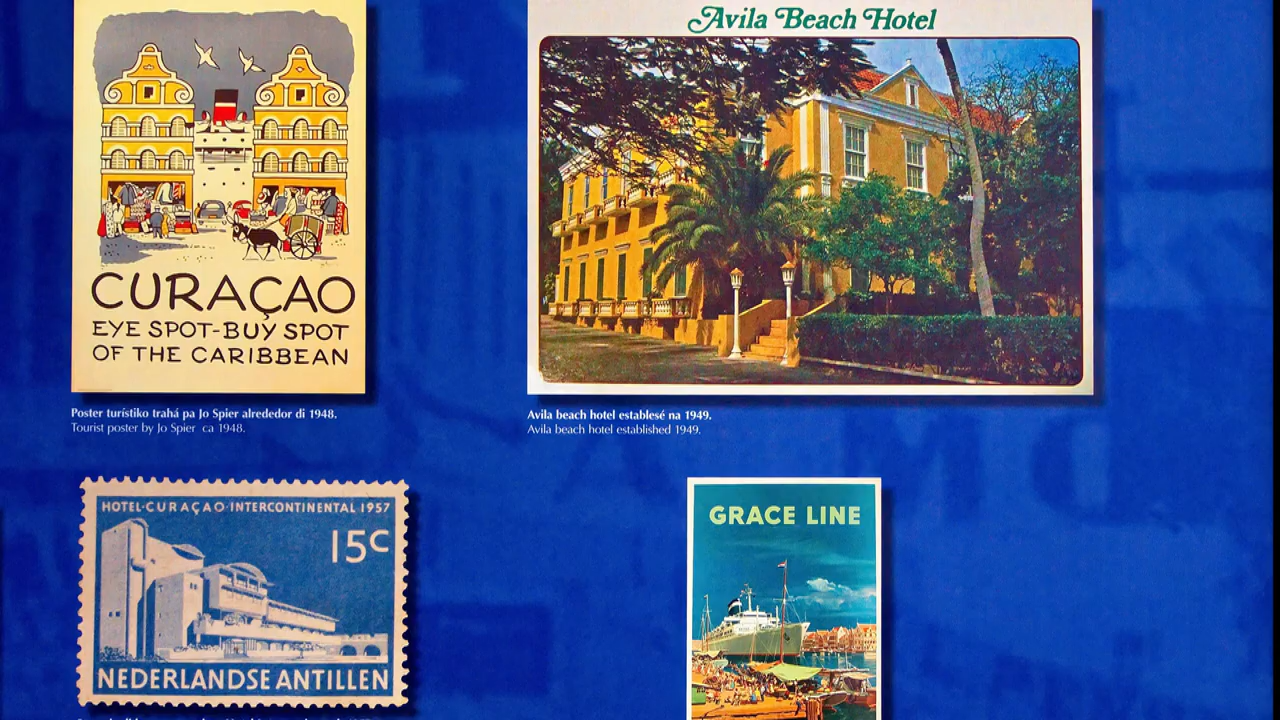 CURAÇAO
EYE SPOT-BUY SPOT
OF THE CARIBBEAN
Poster turístiko trahá pa Jo Spier alrededor di 1948.
Tourist poster by Jo Spier ca 1948.
Avila Beach Hotel
Avila beach hotel establesé na 1949.
Avila beach hotel established 1949.
HOTEL·CURAÇAO·INTERCONTINENTAL 1957
15C
NEDERLANDSE ANTILLEN
GRACE LINE